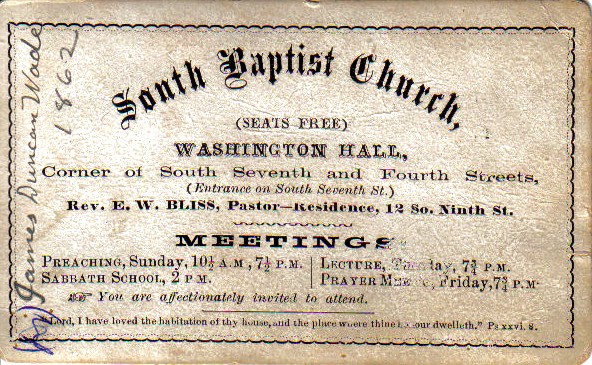 South Baptist Church,
(SEATS FREE)
WASHINGTON HALL,
Corner of South Seventh and Fourth Streets,
(Entrance on South Seventh St.)
Rev. E. W. BLISS, Pastor—Residence, 12 So. Ninth St.
MEETINGS
PREACHING, Sunday, 10½ A.M., 7½ P.M.
SABBATH SCHOOL, 2 P.M.
LECTURE, Tuesday, 7¾ P.M.
PRAYER Friday, 7¾ P.M.
☞ You are affectionately invited to attend.
"Lord, I have loved the habitation of thy house, and the place where thine honour dwelleth." Ps xxvi. 8.
James Duncan Wade
1862